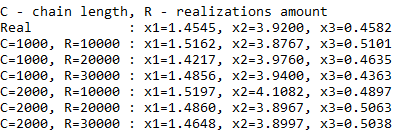 C - chain length, R - realizations amount
Real                : x1=1.4545, x2=3.9200, x3=0.4582
C=1000, R=10000 : x1=1.5162, x2=3.8767, x3=0.5101
C=1000, R=20000 : x1=1.4217, x2=3.9760, x3=0.4635
C=1000, R=30000 : x1=1.4856, x2=3.9400, x3=0.4363
C=2000, R=10000 : x1=1.5197, x2=4.1082, x3=0.4897
C=2000, R=20000 : x1=1.4860, x2=3.8967, x3=0.5063
C=2000, R=30000 : x1=1.4648, x2=3.8997, x3=0.5038